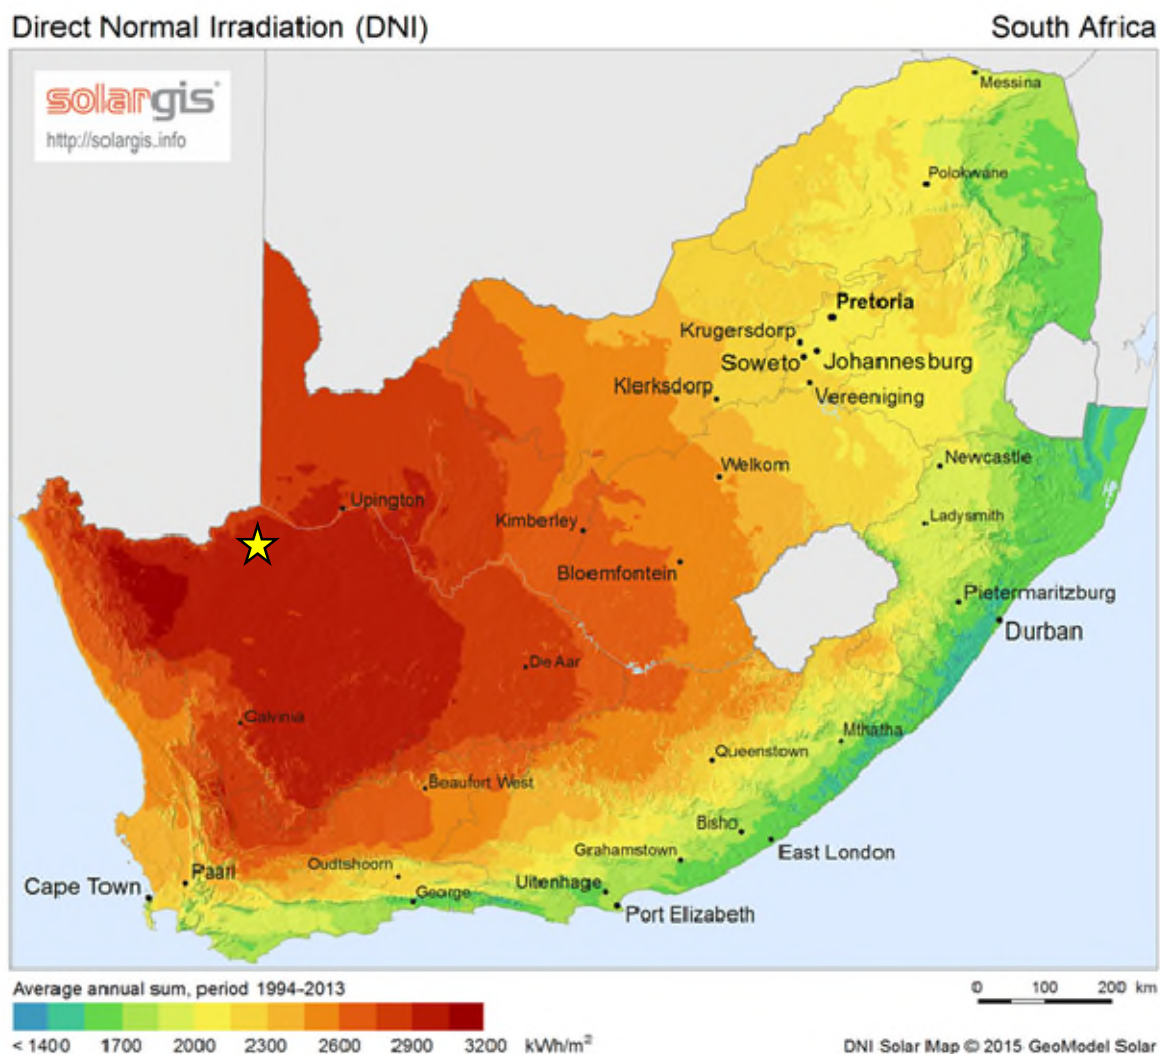 Direct Normal Irradiation (DNI)
South Africa
solargis
http://solargis.info
Messina
Polokwane
Pretoria
Krugersdorp
Soweto
Johannesburg
Klerksdorp
Vereeniging
Welkom
Newcastle
Upington
Kimberley
Ladysmith
Bloemfontein
Pietermaritzburg
Durban
De Aar
Calvinia
Mthatha
Queenstown
Beaufort West
Bisho
Grahamstown
East London
Oudtshoorn
Paarl
Cape Town
George
Uitenhage
Port Elizabeth
Average annual sum, period 1994-2013
0 100 200 km
< 1400 1700 2000 2300 2600 2900 3200 kWh/m²
DNI Solar Map © 2015 GeoModel Solar